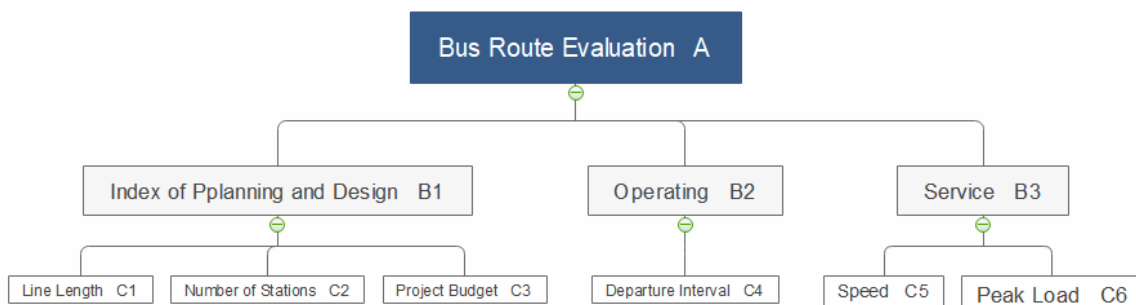 Bus Route Evaluation A
Index of Pplanning and Design B1
Operating B2
Service B3
Line Length C1
Number of Stations C2
Project Budget C3
Departure Interval C4
Speed C5
Peak Load C6